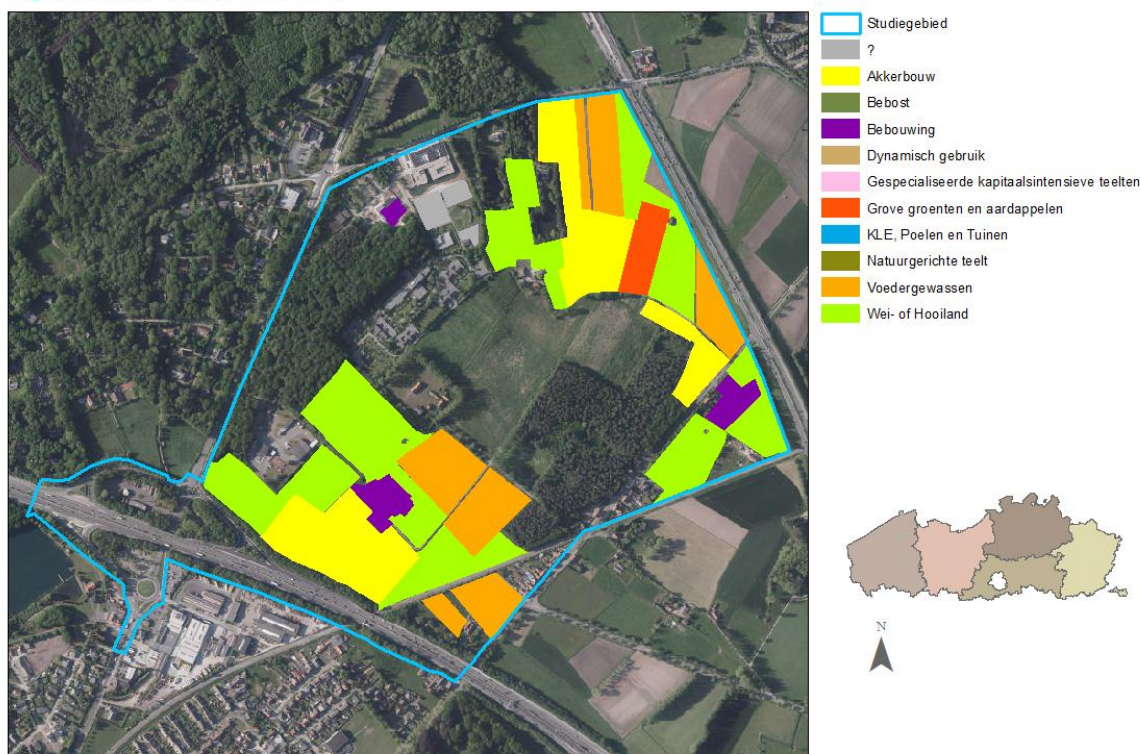 Studiegebied
?
Akkerbouw
Bebost
Bebouwing
Dynamisch gebruik
Gespecialiseerde kapitaalsintensieve teelten
Grove groenten en aardappelen
KLE, Poelen en Tuinen
Natuurgerichte teelt
Voedergewassen
Wei- of Hooiland
N